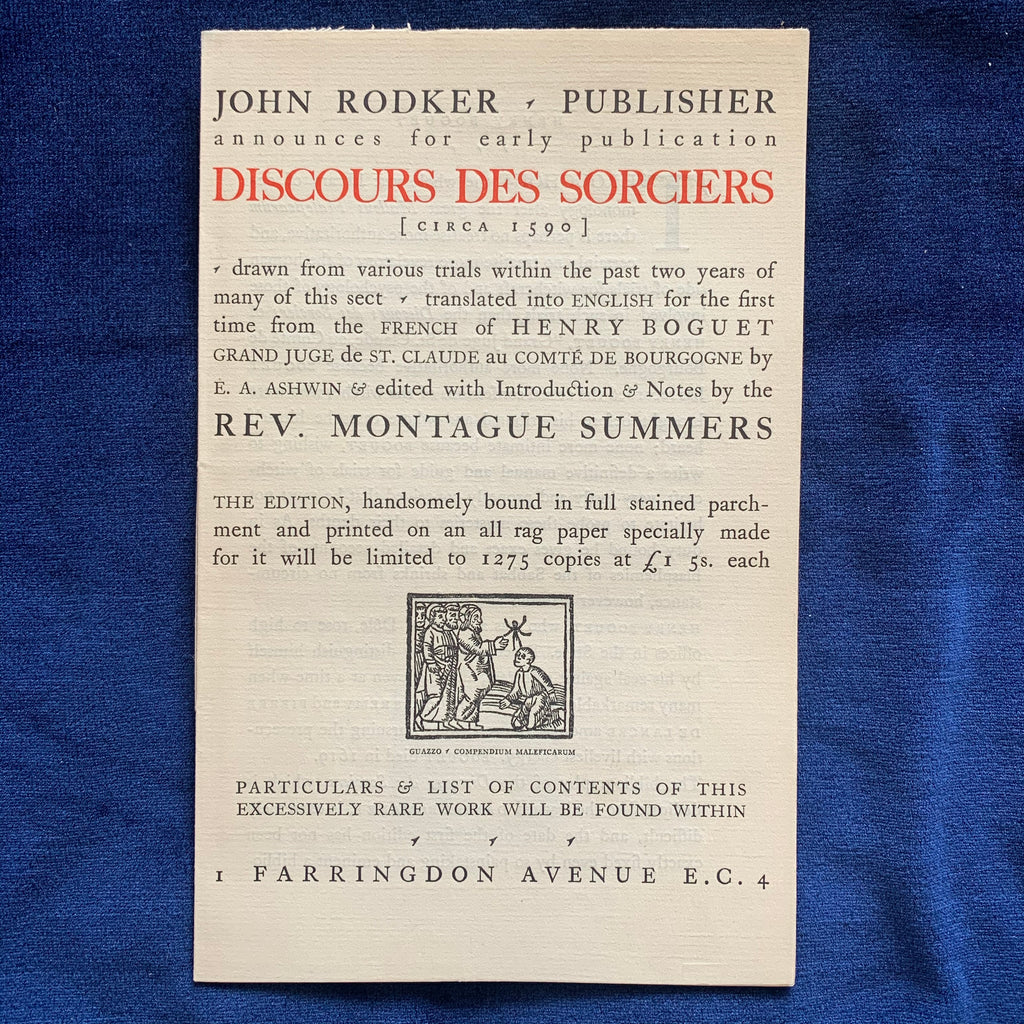 JOHN RODKER PUBLISHER
announces for early publication
DISCOURS DES SORCIERS
[CIRCA 1590]
drawn from various trials within the past two years of
many of this sect translated into ENGLISH for the first
time from the FRENCH of HENRY BOGUET
GRAND JUGE de ST. CLAUDE au COMTÉ DE BOURGOGNE by
E. A. ASHWIN & edited with Introduction & Notes by the
REV. MONTAGUE SUMMERS
THE EDITION, handsomely bound in full stained parch-
ment and printed on an all rag paper specially made
for it will be limited to 1275 copies at £1 5s. each
GUAZZO COMPENDIUM MALEFICARUM
PARTICULARS & LIST OF CONTENTS OF THIS
EXCESSIVELY RARE WORK WILL BE FOUND WITHIN
1 FARRINGDON AVENUE E.C. 4